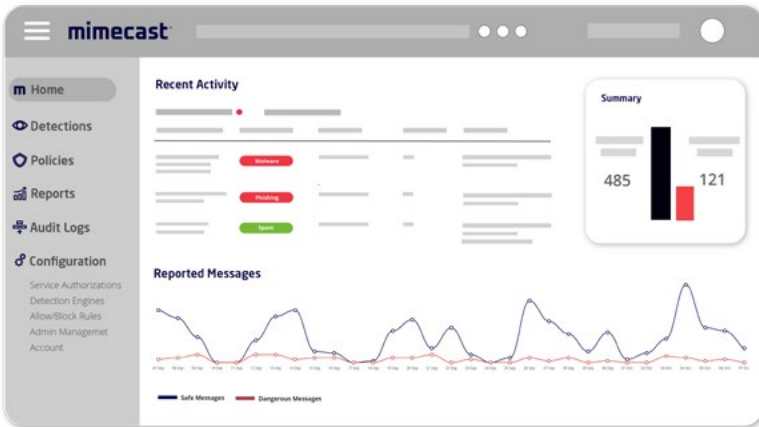 mimecast
Home
Detections
Policies
Reports
Audit Logs
Configuration
Service Authorizations
Detection Engines
Allow/Block Rules
Admin Managemet
Account
Recent Activity
Malware
Phishing
Spam
Summary
485
121
Reported Messages
Safe Messages
Dangerous Messages